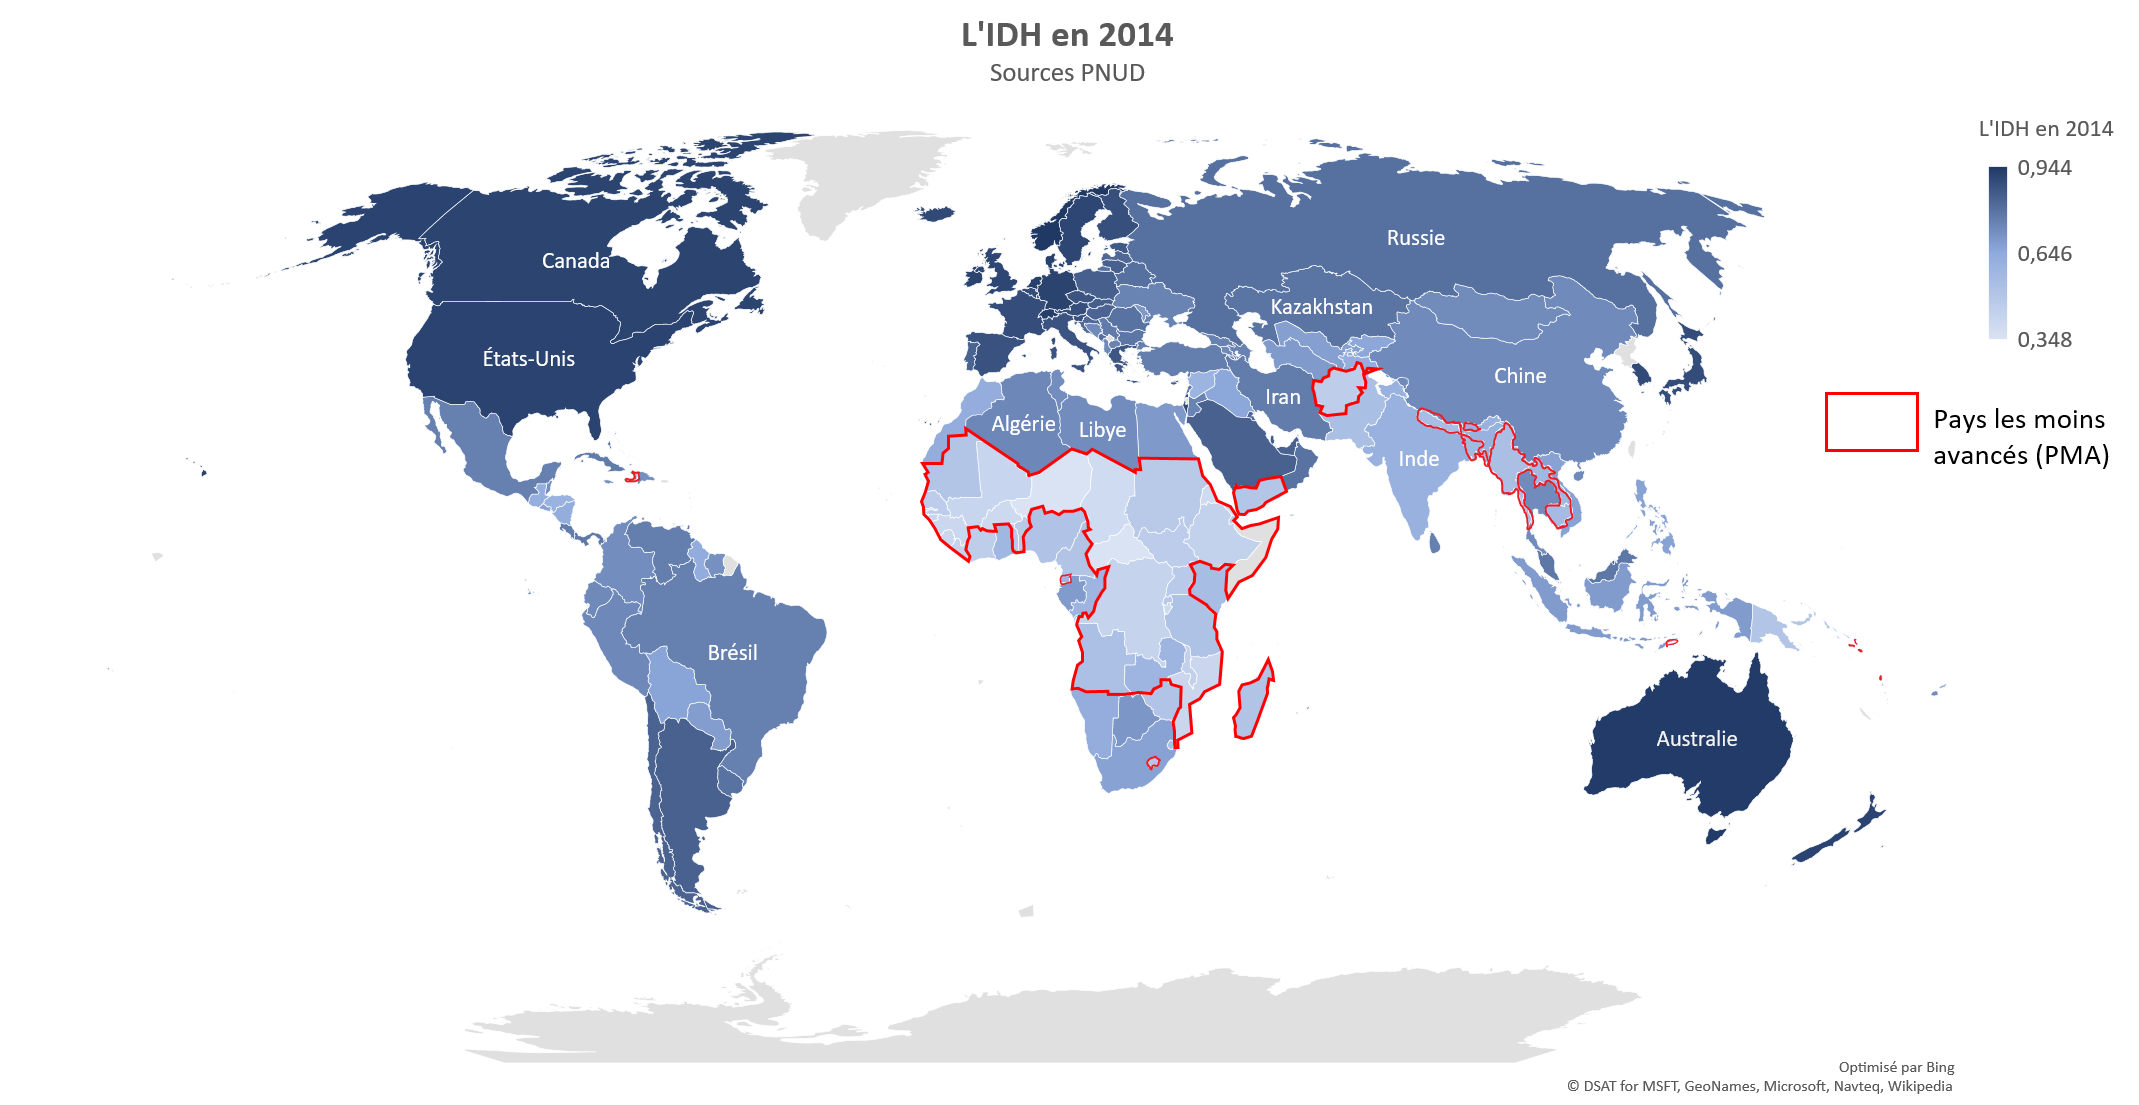 L'IDH en 2014
Sources PNUD
L'IDH en 2014
0,944
0,646
0,348
Pays les moins
avancés (PMA)
Canada
États-Unis
Brésil
Algérie
Libye
Russie
Kazakhstan
Iran
Chine
Inde
Australie
Optimisé par Bing
© DSAT for MSFT, GeoNames, Microsoft, Navteq, Wikipedia